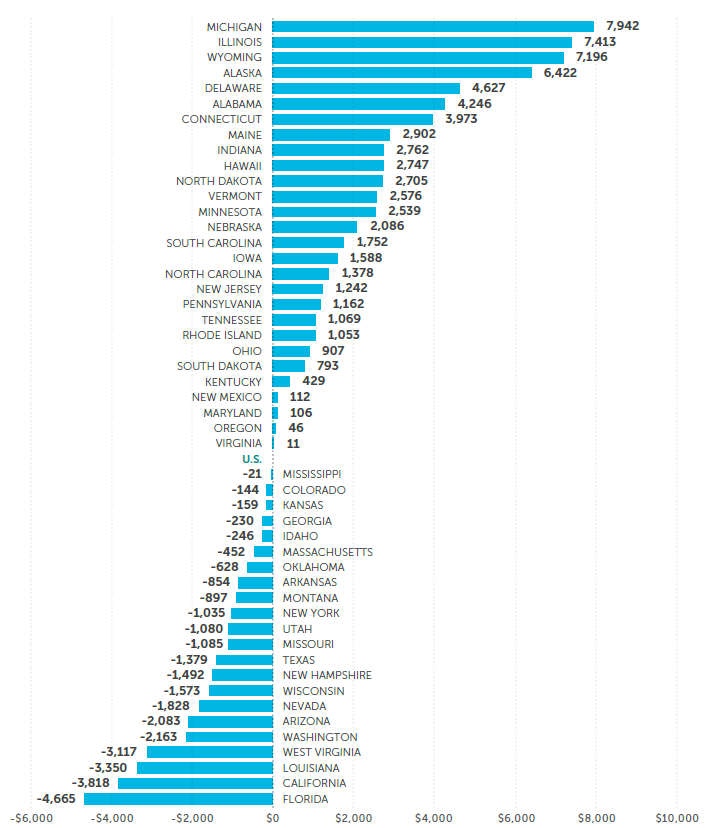 MICHIGAN 7,942
ILLINOIS 7,413
WYOMING 7,196
ALASKA 6,422
DELAWARE 4,627
ALABAMA 4,246
CONNECTICUT 3,973
MAINE 2,902
INDIANA 2,762
HAWAII 2,747
NORTH DAKOTA 2,705
VERMONT 2,576
MINNESOTA 2,539
NEBRASKA 2,086
SOUTH CAROLINA 1,752
IOWA 1,588
NORTH CAROLINA 1,378
NEW JERSEY 1,242
PENNSYLVANIA 1,162
TENNESSEE 1,069
RHODE ISLAND 1,053
OHIO 907
SOUTH DAKOTA 793
KENTUCKY 429
NEW MEXICO 112
MARYLAND 106
OREGON 46
VIRGINIA 11
U.S.
-21 MISSISSIPPI
-144 COLORADO
-159 KANSAS
-230 GEORGIA
-246 IDAHO
-452 MASSACHUSETTS
-628 OKLAHOMA
-854 ARKANSAS
-897 MONTANA
-1,035 NEW YORK
-1,080 UTAH
-1,085 MISSOURI
-1,379 TEXAS
-1,492 NEW HAMPSHIRE
-1,573 WISCONSIN
-1,828 NEVADA
-2,083 ARIZONA
-2,163 WASHINGTON
-3,117 WEST VIRGINIA
-3,350 LOUISIANA
-3,818 CALIFORNIA
-4,665 FLORIDA
-$6,000 -$4,000 -$2,000 $0 $2,000 $4,000 $6,000 $8,000 $10,000